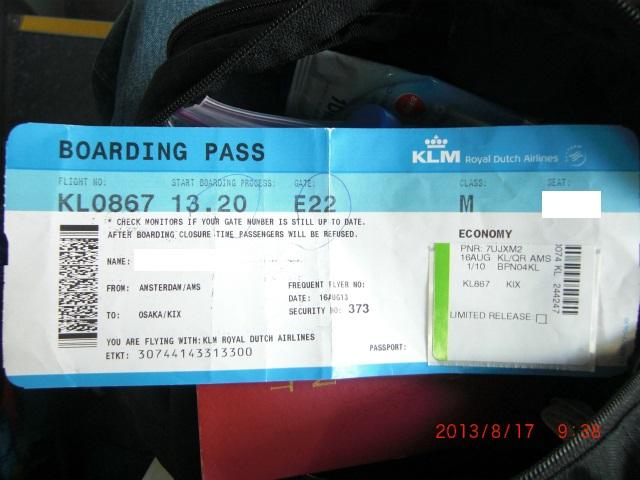 BOARDING PASS
KLM Royal Dutch Airlines
FLIGHT NO: START BOARDING PROCESS: GATE: CLASS: SEAT:
KL0867 13.20 E22 M
* CHECK MONITORS IF YOUR GATE NUMBER IS STILL UP TO DATE.
AFTER BOARDING CLOSURE TIME PASSENGERS WILL BE REFUSED.
ECONOMY
NAME:
FROM: AMSTERDAM/AMS
FREQUENT FLYER NO:
DATE: 16AUG13
TO: OSAKA/KIX
SECURITY NO: 373
YOU ARE FLYING WITH:KLM ROYAL DUTCH AIRLINES
ETKT: 30744143313300
PASSPORT:
PNR: 7UJXM2
16AUG KL/QR AMS
1/10 BPN04KL
KL867 KIX
LIMITED RELEASE
0074 KL 244247
2013/8/17 9:38